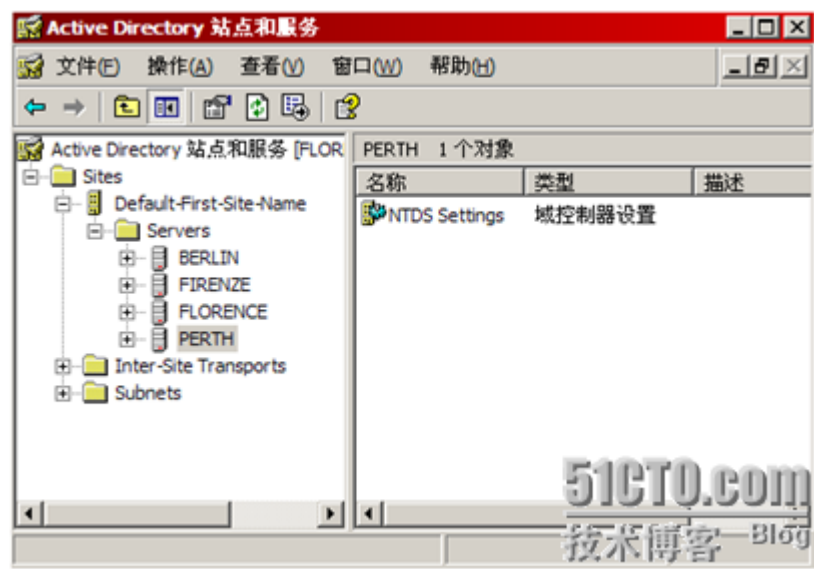 Active Directory 站点和服务
文件(F) 操作(A) 查看(V) 窗口(W) 帮助(H)
Active Directory 站点和服务 [FLOR
Sites
Default-First-Site-Name
Servers
BERLIN
FIRENZE
FLORENCE
PERTH
Inter-Site Transports
Subnets
PERTH 1 个对象
名称 类型 描述
NTDS Settings 域控制器设置
51CTO.com
技术博客 Blog